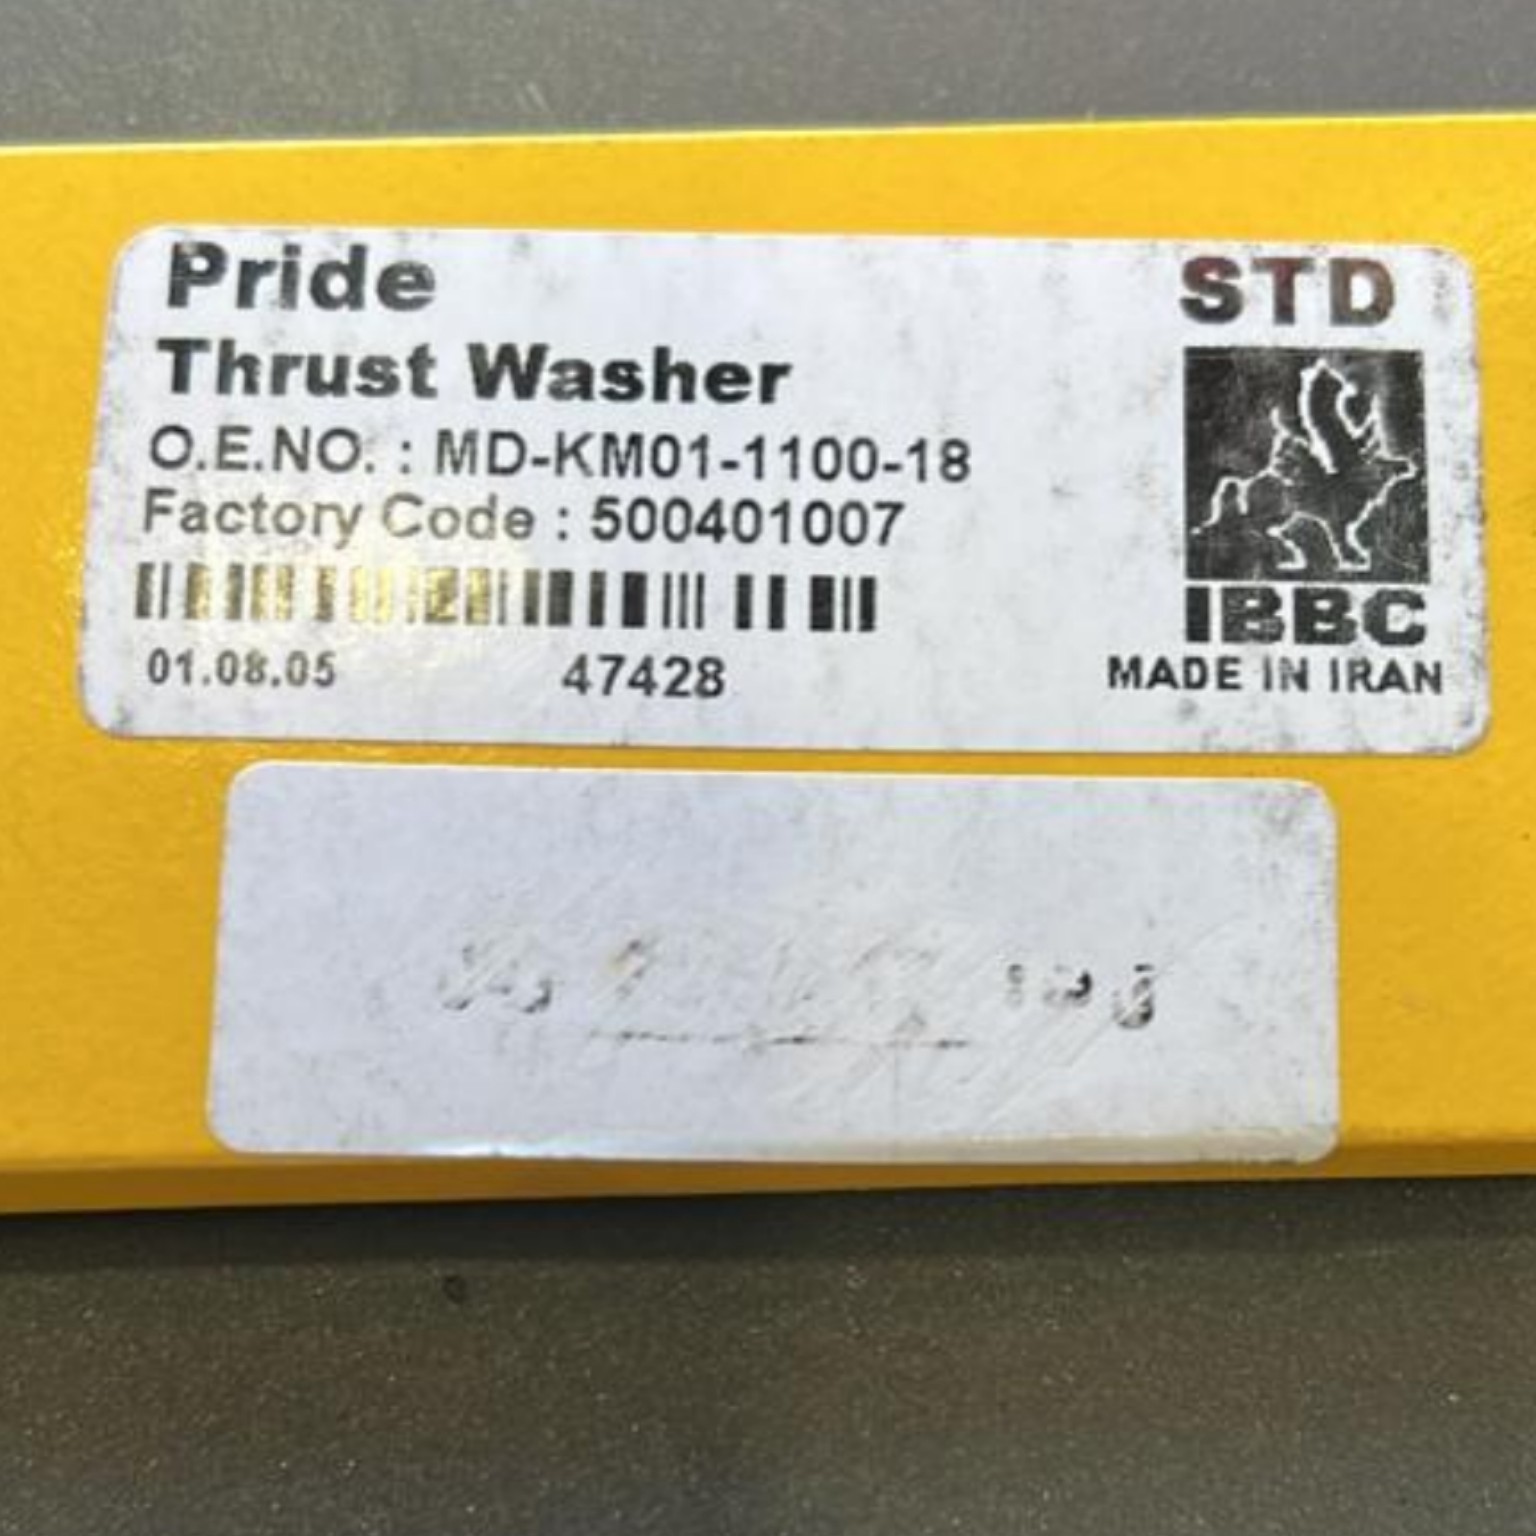 Pride
STD
Thrust Washer
O.E.NO. : MD-KM01-1100-18
Factory Code : 500401007
01.08.05 47428
IBBC
MADE IN IRAN